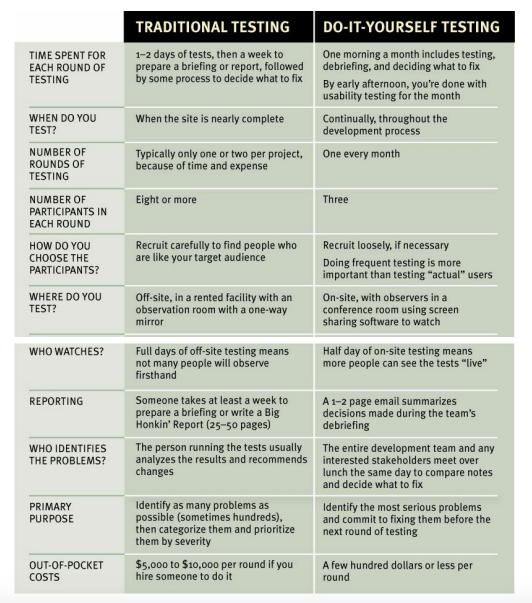 TRADITIONAL TESTING
DO-IT-YOURSELF TESTING
TIME SPENT FOR
EACH ROUND OF
TESTING
1–2 days of tests, then a week to
prepare a briefing or report, followed
by some process to decide what to fix
One morning a month includes testing,
debriefing, and deciding what to fix
By early afternoon, you're done with
usability testing for the month
WHEN DO YOU
TEST?
When the site is nearly complete
Continually, throughout the
development process
NUMBER OF
ROUNDS OF
TESTING
Typically only one or two per project,
because of time and expense
One every month
NUMBER OF
PARTICIPANTS IN
EACH ROUND
Eight or more
Three
HOW DO YOU
CHOOSE THE
PARTICIPANTS?
Recruit carefully to find people who
are like your target audience
Recruit loosely, if necessary
Doing frequent testing is more
important than testing “actual” users
WHERE DO YOU
TEST?
Off-site, in a rented facility with an
observation room with a one-way
mirror
On-site, with observers in a
conference room using screen
sharing software to watch
WHO WATCHES?
Full days of off-site testing means
not many people will observe
firsthand
Half day of on-site testing means
more people can see the tests “live”
REPORTING
Someone takes at least a week to
prepare a briefing or write a Big
Honkin' Report (25–50 pages)
A 1–2 page email summarizes
decisions made during the team's
debriefing
WHO IDENTIFIES
THE PROBLEMS?
The person running the tests usually
analyzes the results and recommends
changes
The entire development team and any
interested stakeholders meet over
lunch the same day to compare notes
and decide what to fix
PRIMARY
PURPOSE
Identify as many problems as
possible (sometimes hundreds),
then categorize them and prioritize
them by severity
Identify the most serious problems
and commit to fixing them before the
next round of testing
OUT-OF-POCKET
COSTS
$5,000 to $10,000 per round if you
hire someone to do it
A few hundred dollars or less per
round